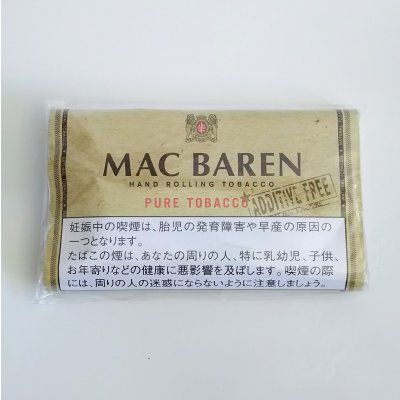 MAC BAREN
HAND ROLLING TOBACCO
PURE TOBACCO
ADDITIVE FREE
妊娠中の喫煙は、胎児の発育障害や早産の原因の
一つとなります。
たばこの煙は、あなたの周りの人、特に乳幼児、子供、
お年寄りなどの健康に悪影響を及ぼします。喫煙の際
には、周りの人の迷惑にならないように注意しましょう。